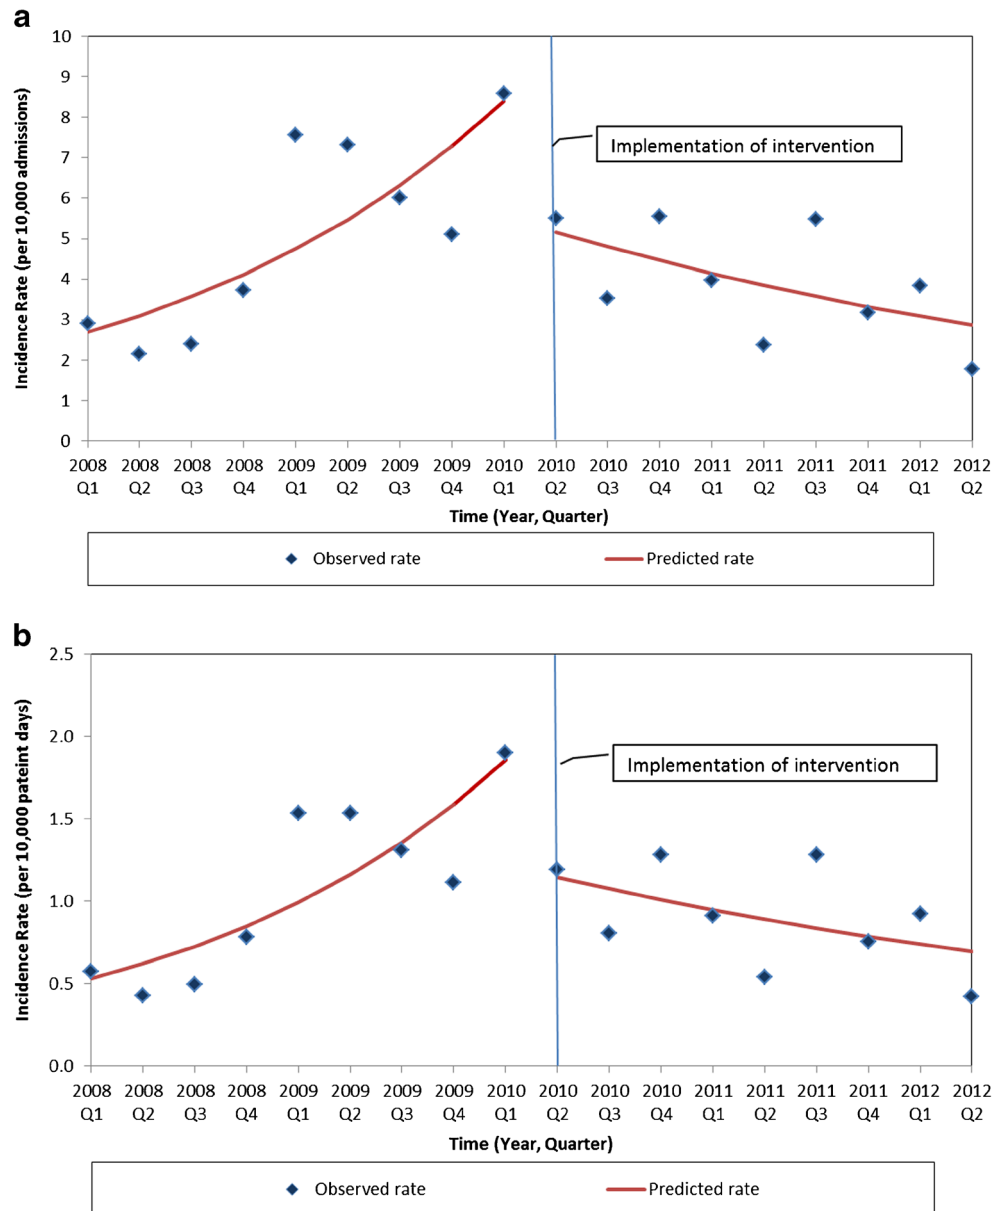 a
Incidence Rate (per 10,000 admissions)
10
9
8
7
6
5
4
3
2
1
0
Implementation of intervention
2008 2008 2008 2008 2009 2009 2009 2009 2010 2010 2010 2010 2011 2011 2011 2011 2012 2012
Q1 Q2 Q3 Q4 Q1 Q2 Q3 Q4 Q1 Q2 Q3 Q4 Q1 Q2 Q3 Q4 Q1 Q2
Time (Year, Quarter)
Observed rate Predicted rate
b
Incidence Rate (per 10,000 pateint days)
2.5
2.0
1.5
1.0
0.5
0.0
Implementation of intervention
2008 2008 2008 2008 2009 2009 2009 2009 2010 2010 2010 2010 2011 2011 2011 2011 2012 2012
Q1 Q2 Q3 Q4 Q1 Q2 Q3 Q4 Q1 Q2 Q3 Q4 Q1 Q2 Q3 Q4 Q1 Q2
Time (Year, Quarter)
Observed rate Predicted rate